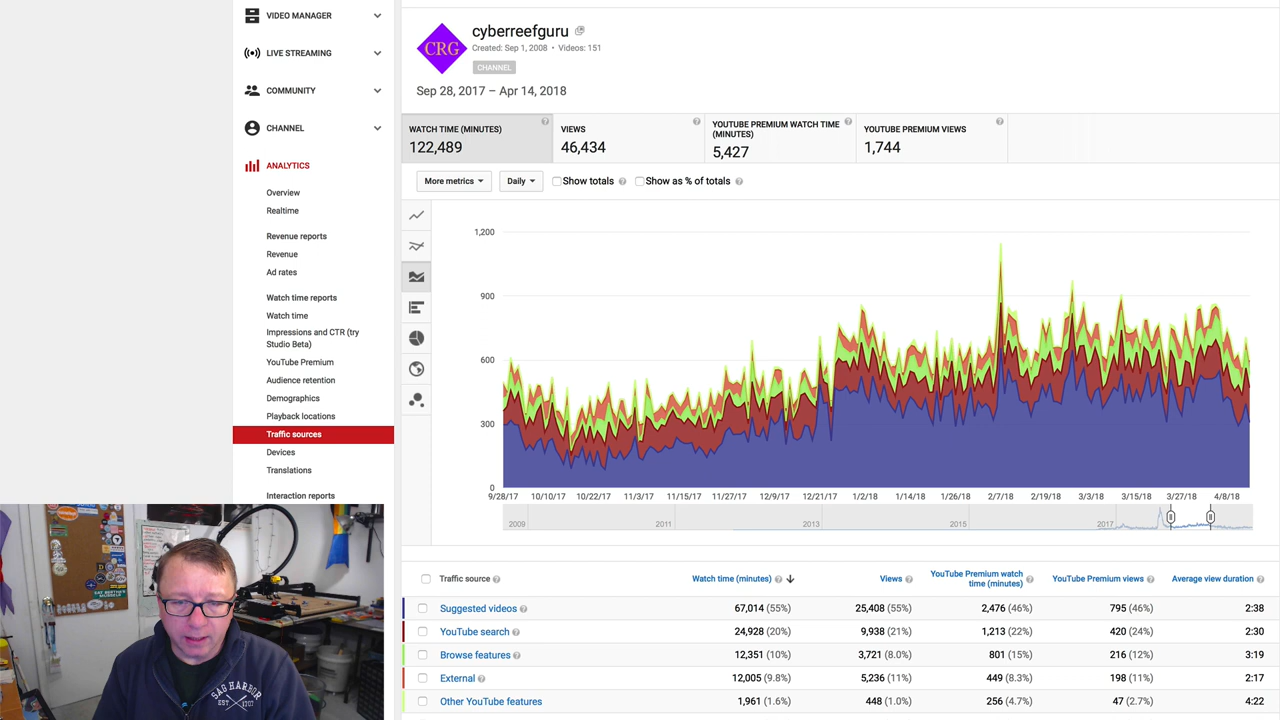 VIDEO MANAGER
LIVE STREAMING
COMMUNITY
CHANNEL
ANALYTICS
Overview
Realtime
Revenue reports
Revenue
Ad rates
Watch time reports
Watch time
Impressions and CTR (try
Studio Beta)
YouTube Premium
Audience retention
Demographics
Playback locations
Traffic sources
Devices
Translations
Interaction reports
CRG
cyberreefguru
Created: Sep 1, 2008 • Videos: 151
CHANNEL
Sep 28, 2017 – Apr 14, 2018
WATCH TIME (MINUTES)
122,489
VIEWS
46,434
YOUTUBE PREMIUM WATCH TIME
(MINUTES)
5,427
YOUTUBE PREMIUM VIEWS
1,744
More metrics Daily Show totals Show as % of totals
1,200
900
600
300
0
9/28/17 10/10/17 10/22/17 11/3/17 11/15/17 11/27/17 12/9/17 12/21/17 1/2/18 1/14/18 1/26/18 2/7/18 2/19/18 3/3/18 3/15/18 3/27/18 4/8/18
2009 2011 2013 2015 2017
Traffic source Watch time (minutes) Views YouTube Premium watch time (minutes) YouTube Premium views Average view duration
Suggested videos 67,014 (55%) 25,408 (55%) 2,476 (46%) 795 (46%) 2:38
YouTube search 24,928 (20%) 9,938 (21%) 1,213 (22%) 420 (24%) 2:30
Browse features 12,351 (10%) 3,721 (8.0%) 801 (15%) 216 (12%) 3:19
External 12,005 (9.8%) 5,236 (11%) 449 (8.3%) 198 (11%) 2:17
Other YouTube features 1,961 (1.6%) 448 (1.0%) 256 (4.7%) 47 (2.7%) 4:22
SAG HARBOR
EST. 1707